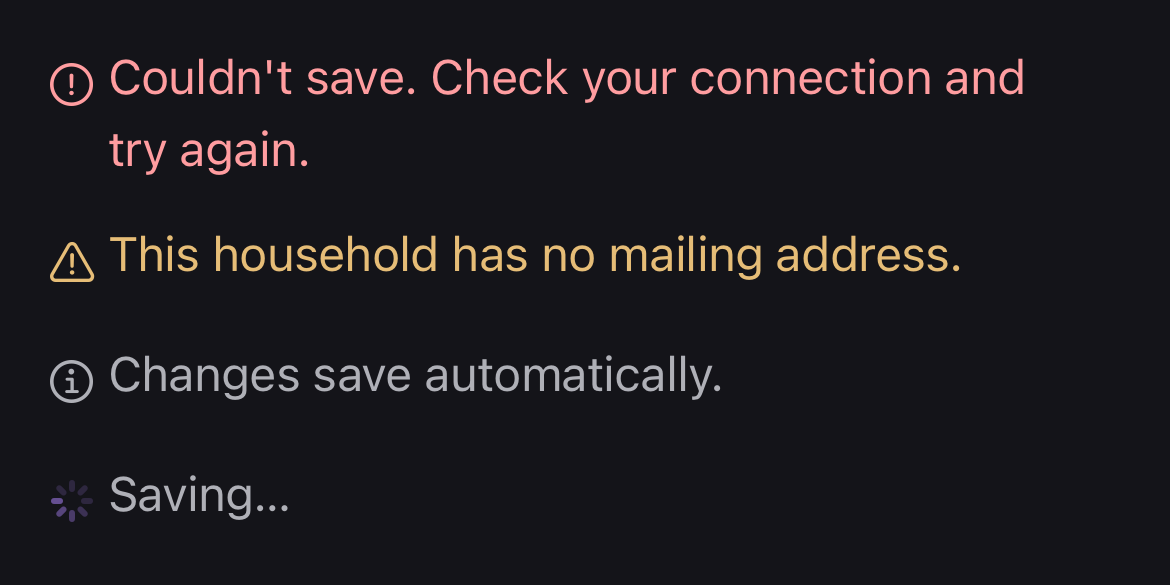 Couldn't save. Check your connection and
try again.
This household has no mailing address.
Changes save automatically.
Saving...